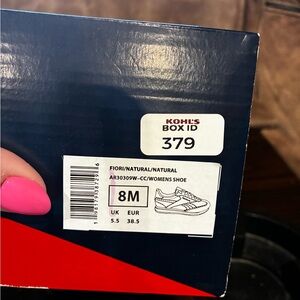 KOHL'S
BOX ID
379
FIORI/NATURAL/NATURAL
AR30309W-CC/WOMENS SHOE
8M
UK EUR
5.5 38.5